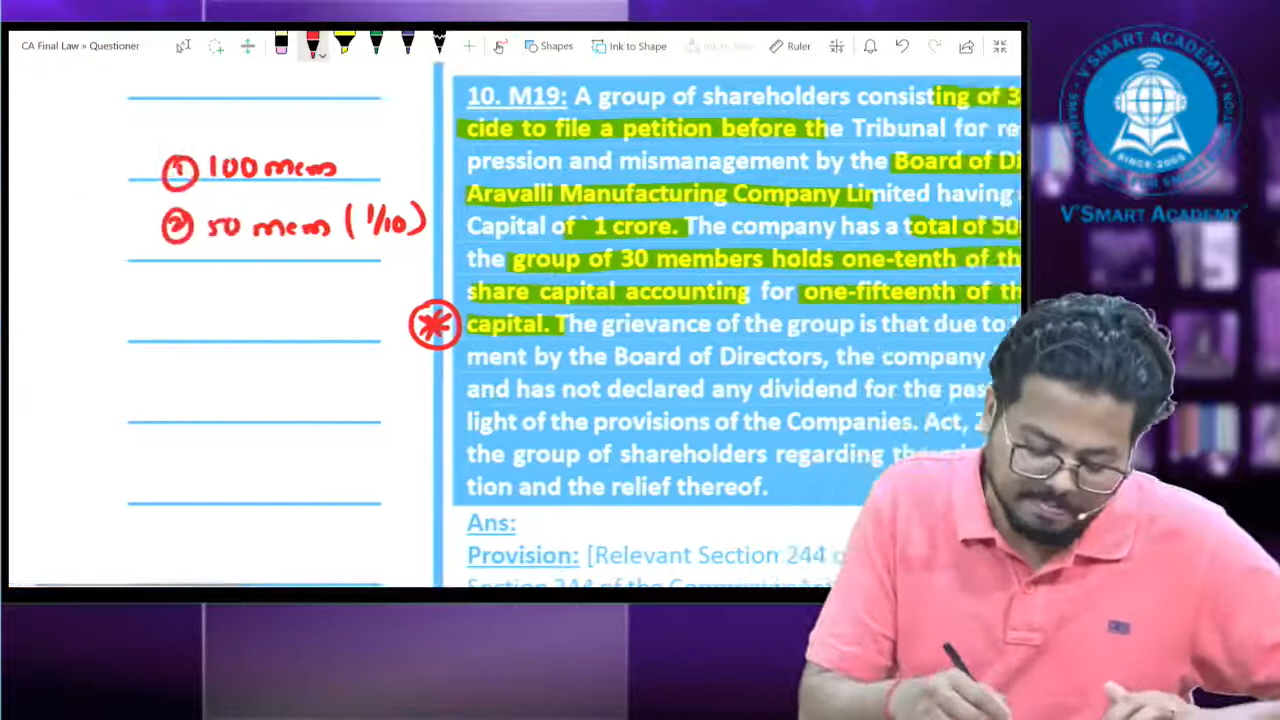 CA Final Law » Questioner
Shapes
Ink to Shape
Ruler
① 100 mem
② 50 mem (1/10)
10. M19: A group of shareholders consisting of 3
cide to file a petition before the Tribunal for re
pression and mismanagement by the Board of Di
Aravalli Manufacturing Company Limited having
Capital of ` 1 crore. The company has a total of 50
the group of 30 members holds one-tenth of th
share capital accounting for one-fifteenth of th
capital. The grievance of the group is that due to
ment by the Board of Directors, the company
and has not declared any dividend for the pas
light of the provisions of the Companies. Act, 2
the group of shareholders regarding the
tion and the relief thereof.
Ans:
Provision: [Relevant Section 244 o
V'SMART ACADEMY
SINCE-2005
V'SMart Academy